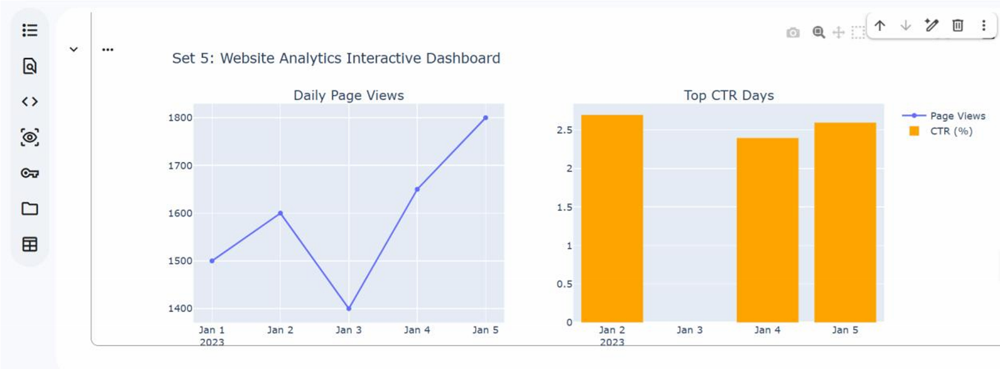 Set 5: Website Analytics Interactive Dashboard
Daily Page Views
1800
1700
1600
1500
1400
Jan 1 Jan 2 Jan 3 Jan 4 Jan 5
2023
Top CTR Days
2.5
2
1.5
1
0.5
0
Jan 2 Jan 3 Jan 4 Jan 5
2023
Page Views
CTR (%)